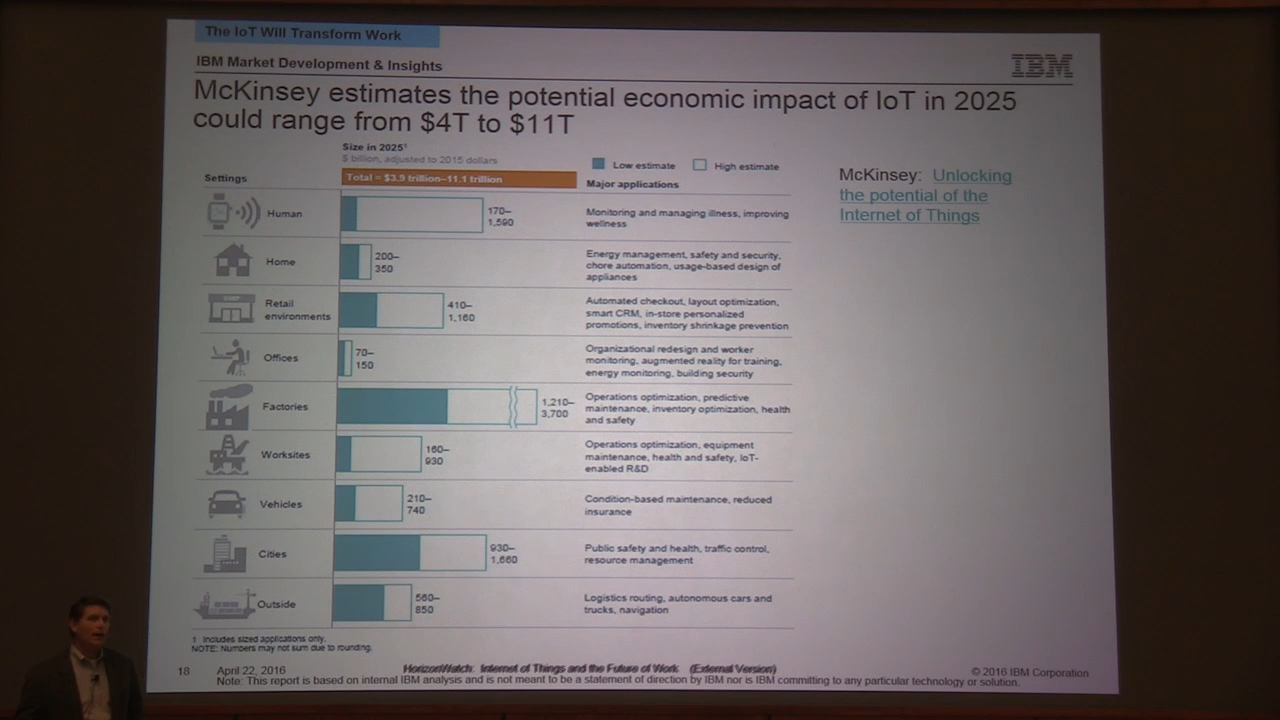 The IoT Will Transform Work
IBM Market Development & Insights
IBM
McKinsey estimates the potential economic impact of IoT in 2025
could range from $4T to $11T
Size in 2025¹
$ billion, adjusted to 2015 dollars
Low estimate
High estimate
Settings
Total = $3.9 trillion–11.1 trillion
Major applications
McKinsey: Unlocking
the potential of the
Internet of Things
Human
170–
1,590
Monitoring and managing illness, improving
wellness
Home
200–
350
Energy management, safety and security,
chore automation, usage-based design of
appliances
SHOP
Retail
environments
410–
1,160
Automated checkout, layout optimization,
smart CRM, in-store personalized
promotions, inventory shrinkage prevention
Offices
70–
150
Organizational redesign and worker
monitoring, augmented reality for training,
energy monitoring, building security
Factories
1,210–
3,700
Operations optimization, predictive
maintenance, inventory optimization, health
and safety
Worksites
160–
930
Operations optimization, equipment
maintenance, health and safety, IoT-
enabled R&D
Vehicles
210–
740
Condition-based maintenance, reduced
insurance
Cities
930–
1,660
Public safety and health, traffic control,
resource management
Outside
560–
850
Logistics routing, autonomous cars and
trucks, navigation
1 Includes sized applications only.
NOTE: Numbers may not sum due to rounding.
18 April 22, 2016
HorizonWatch: Internet of Things and the Future of Work (External Version)
© 2016 IBM Corporation
Note: This report is based on internal IBM analysis and is not meant to be a statement of direction by IBM nor is IBM committing to any particular technology or solution.